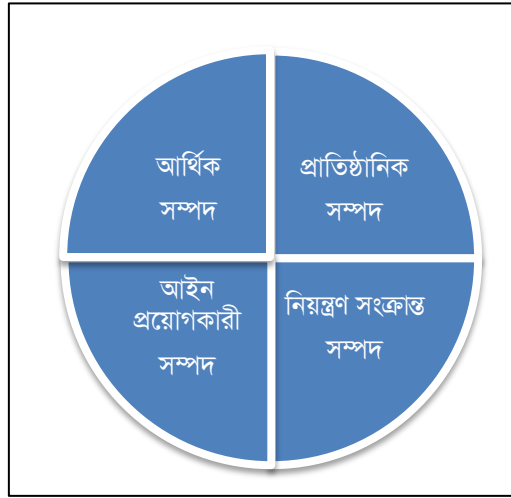 আর্থিক
সম্পদ
প্রাতিষ্ঠানিক
সম্পদ
আইন
প্রয়োগকারী
সম্পদ
নিয়ন্ত্রণ সংক্রান্ত
সম্পদ